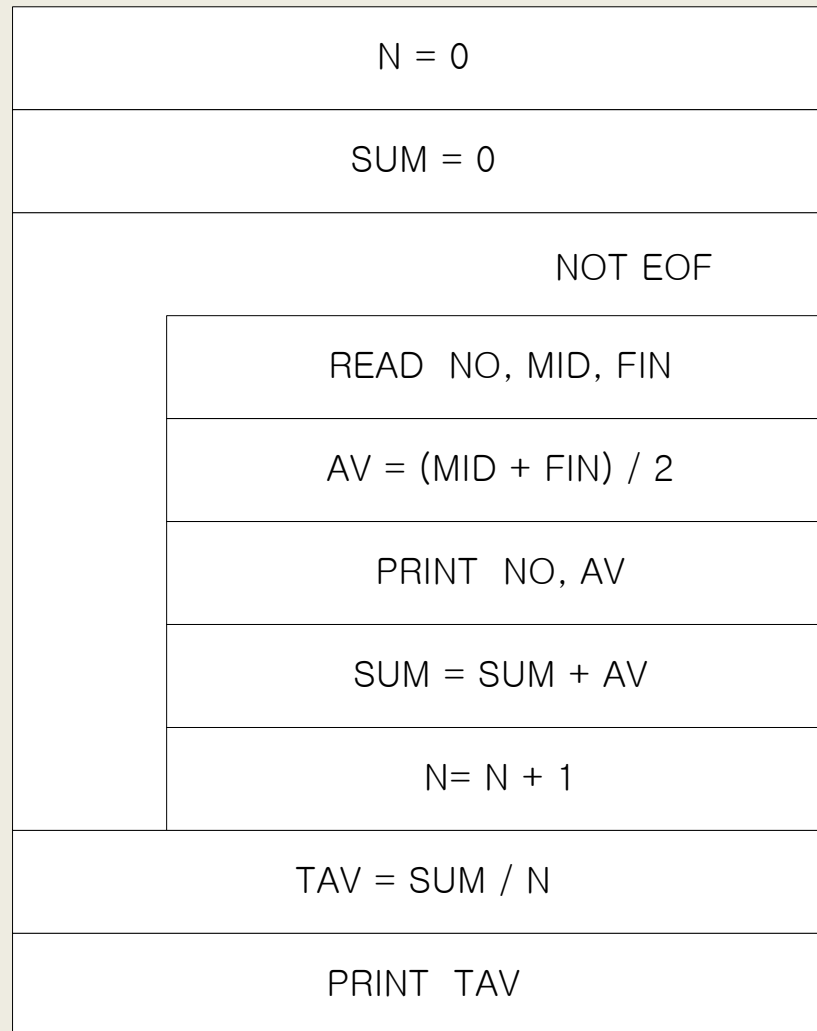 N = 0
SUM = 0
NOT EOF
READ NO, MID, FIN
AV = (MID + FIN) / 2
PRINT NO, AV
SUM = SUM + AV
N= N + 1
TAV = SUM / N
PRINT TAV